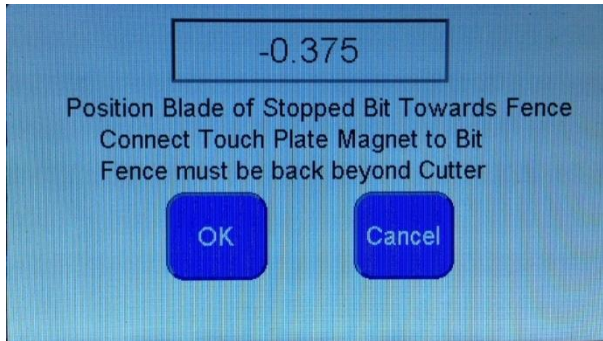 -0.375
Position Blade of Stopped Bit Towards Fence
Connect Touch Plate Magnet to Bit
Fence must be back beyond Cutter
OK
Cancel